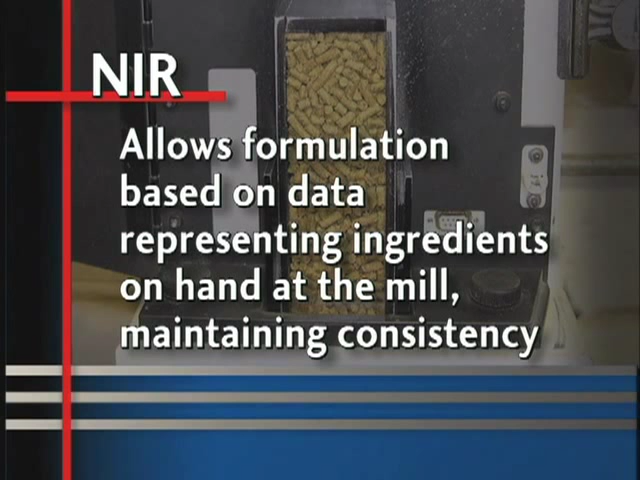 NIR
Allows formulation
based on data
representing ingredients
on hand at the mill,
maintaining consistency